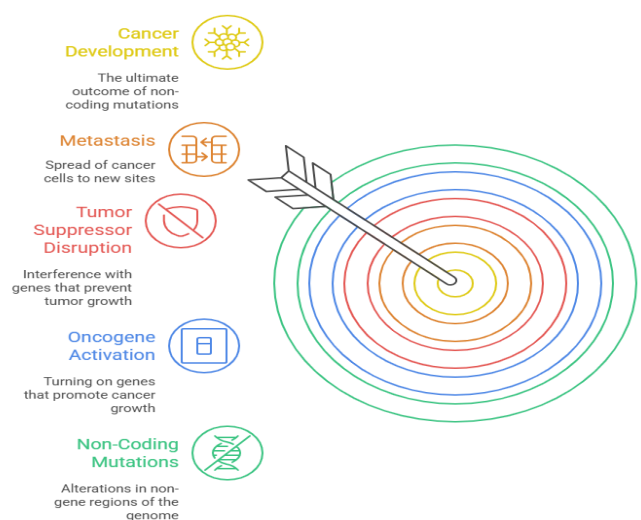 Cancer
Development
The ultimate
outcome of non-
coding mutations
Metastasis
Spread of cancer
cells to new sites
Tumor
Suppressor
Disruption
Interference with
genes that prevent
tumor growth
Oncogene
Activation
Turning on genes
that promote cancer
growth
Non-Coding
Mutations
Alterations in non-
gene regions of the
genome